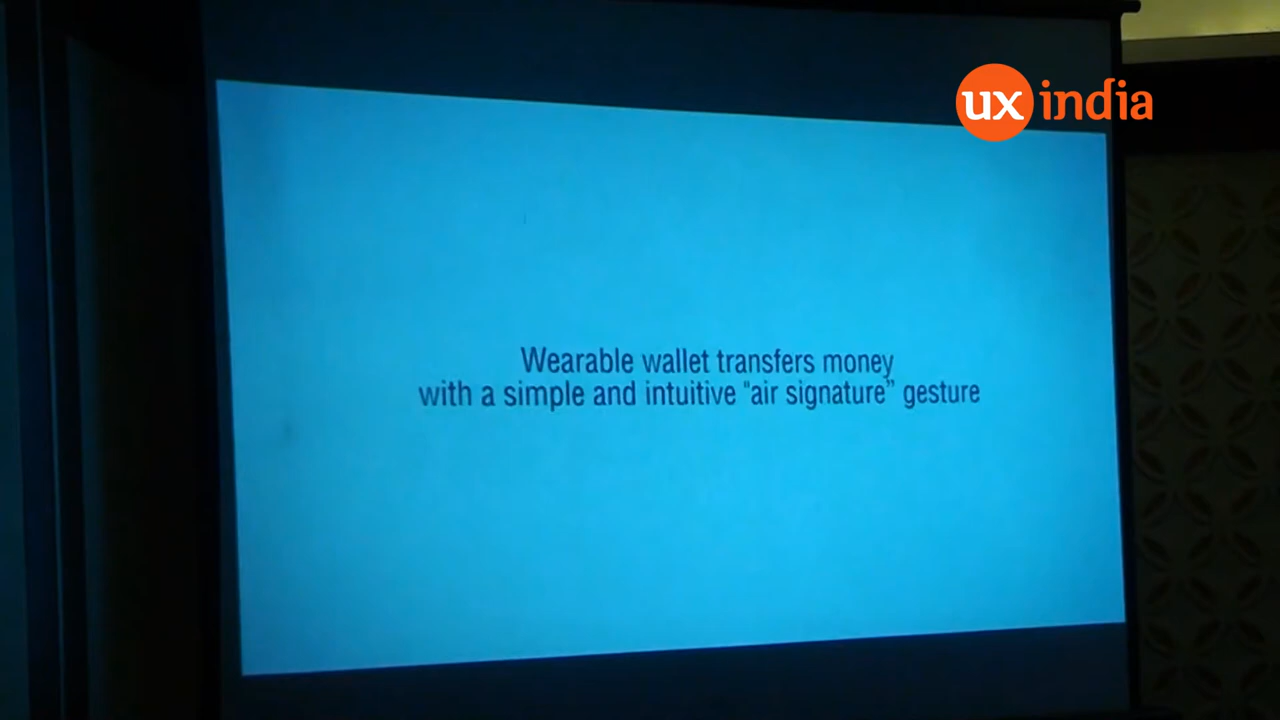 ux india
Wearable wallet transfers money
with a simple and intuitive "air signature” gesture